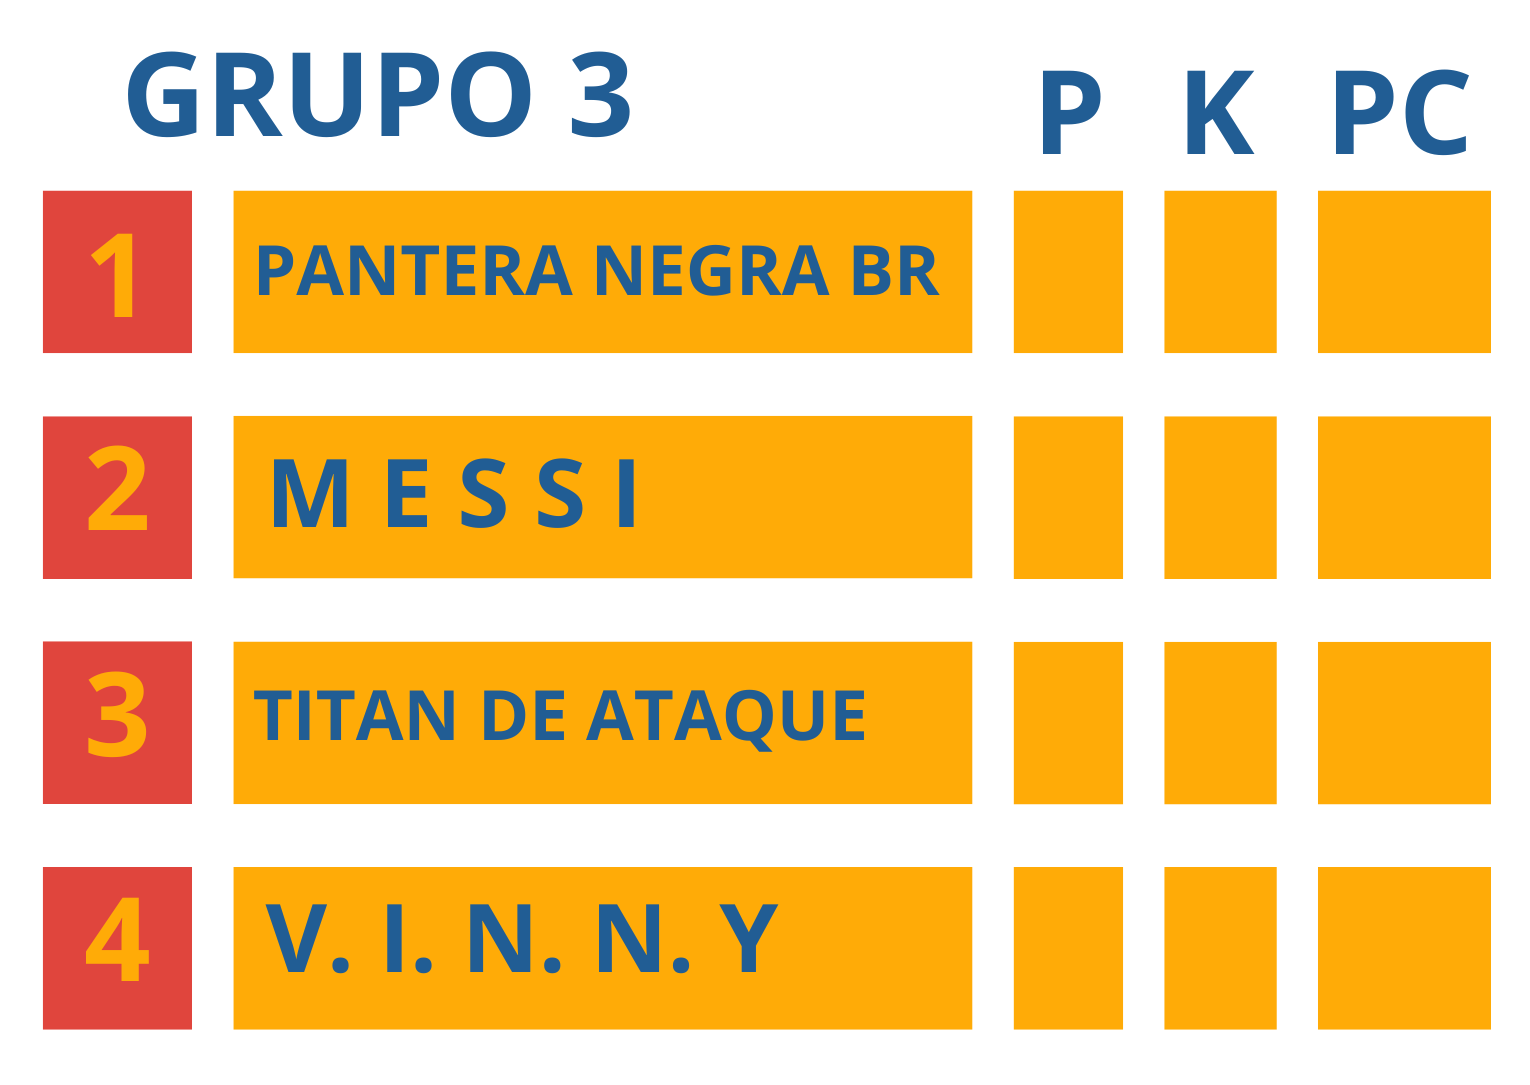 GRUPO 3 P K PC
1 PANTERA NEGRA BR
2 M E S S I
3 TITAN DE ATAQUE
4 V. I. N. N. Y